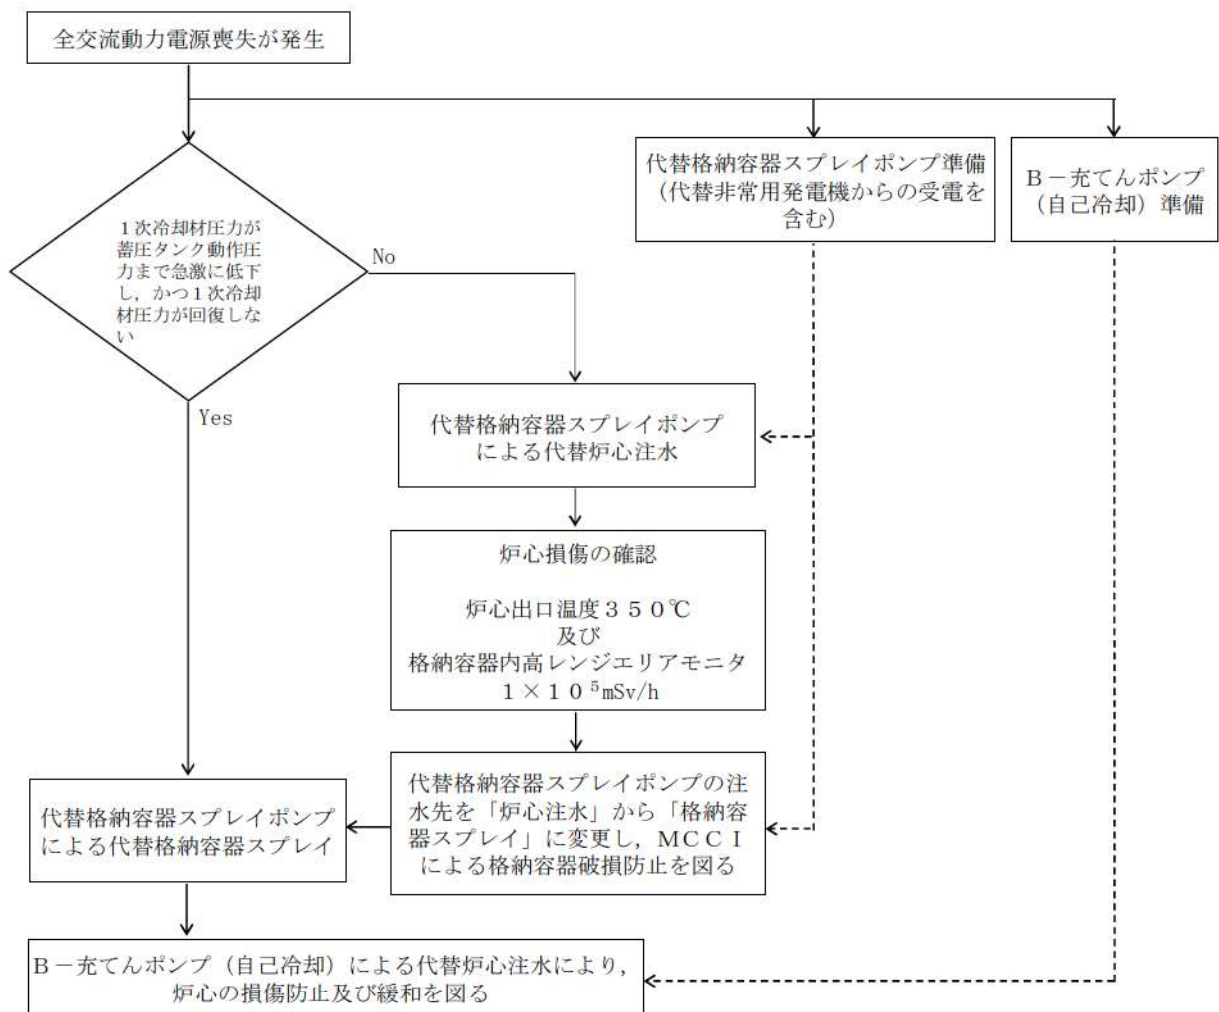 全交流動力電源喪失が発生
代替格納容器スプレイポンプ準備
（代替非常用発電機からの受電を
含む）
Ｂ－充てんポンプ
（自己冷却）準備
１次冷却材圧力が
蓄圧タンク動作圧
力まで急激に低下
し，かつ１次冷却
材圧力が回復しな
い
No
Yes
代替格納容器スプレイポンプ
による代替炉心注水
炉心損傷の確認
炉心出口温度３５０℃
及び
格納容器内高レンジエリアモニタ
１×１０⁵mSv/h
代替格納容器スプレイポンプの注
水先を「炉心注水」から「格納容
器スプレイ」に変更し，ＭＣＣＩ
による格納容器破損防止を図る
代替格納容器スプレイポンプ
による代替格納容器スプレイ
Ｂ－充てんポンプ（自己冷却）による代替炉心注水により，
炉心の損傷防止及び緩和を図る